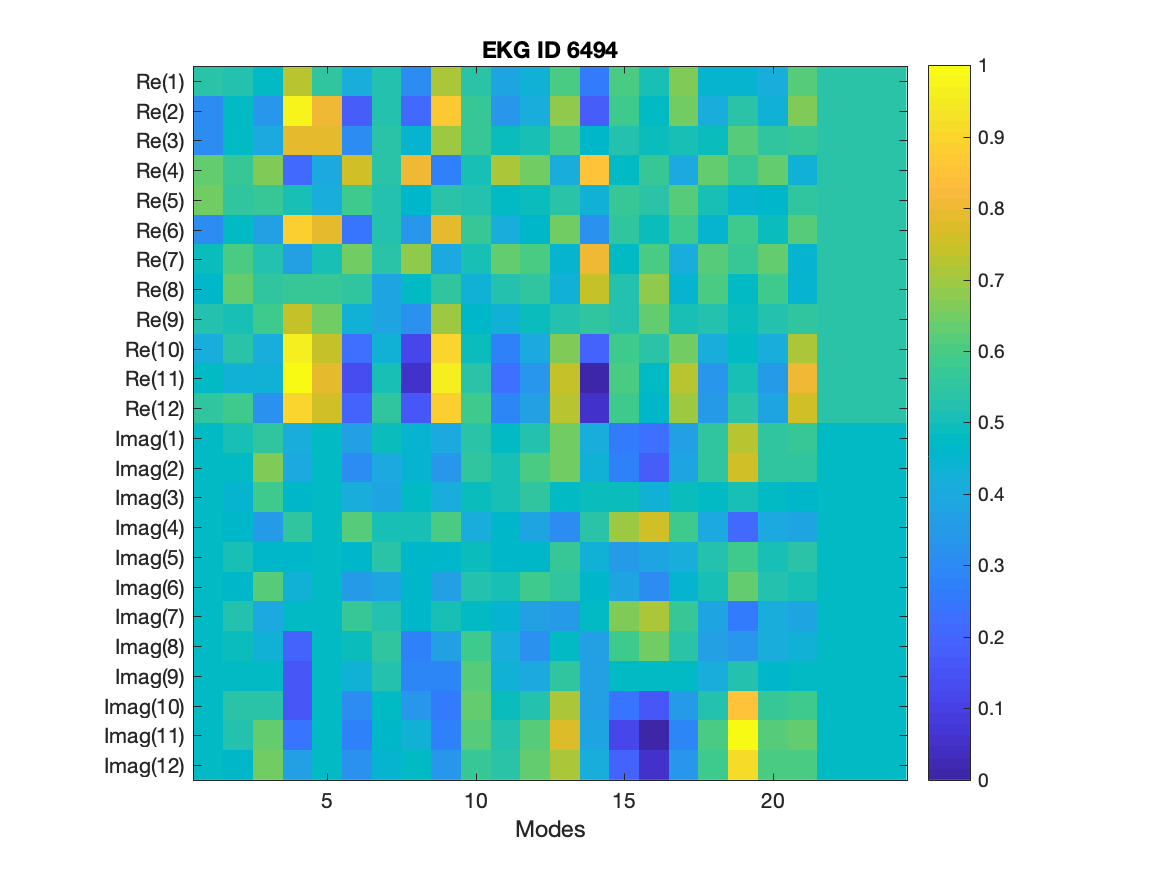 EKG ID 6494
Re(1)
Re(2)
Re(3)
Re(4)
Re(5)
Re(6)
Re(7)
Re(8)
Re(9)
Re(10)
Re(11)
Re(12)
Imag(1)
Imag(2)
Imag(3)
Imag(4)
Imag(5)
Imag(6)
Imag(7)
Imag(8)
Imag(9)
Imag(10)
Imag(11)
Imag(12)
5 10 15 20
Modes
1
0.9
0.8
0.7
0.6
0.5
0.4
0.3
0.2
0.1
0